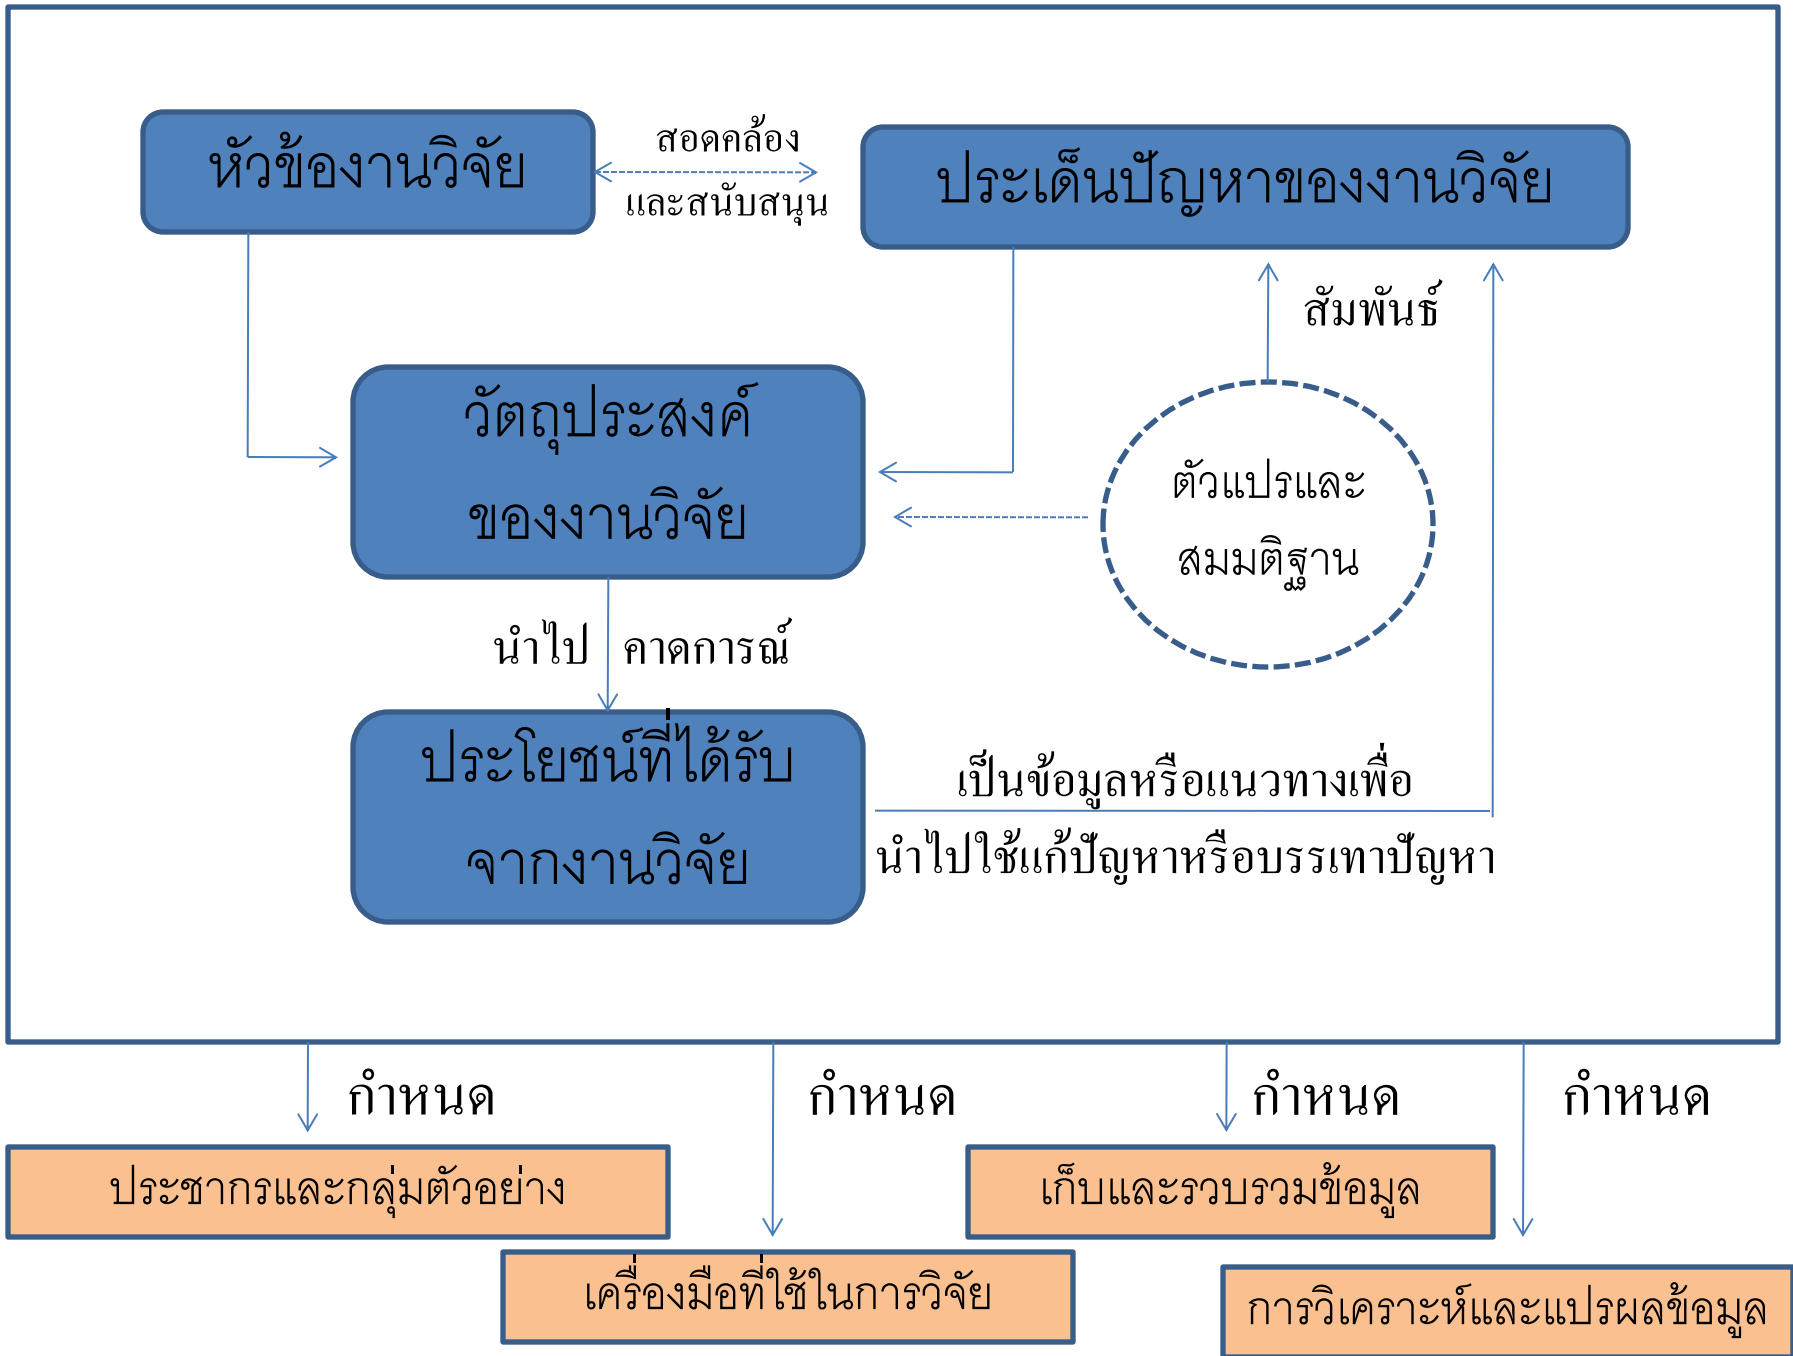 หัวข้องานวิจัย
สอดคล้อง
และสนับสนุน
ประเด็นปัญหาของงานวิจัย
สัมพันธ์
วัตถุประสงค์
ของงานวิจัย
ตัวแปรและ
สมมติฐาน
นำไป คาดการณ์
ประโยชน์ที่ได้รับ
จากงานวิจัย
เป็นข้อมูลหรือแนวทางเพื่อ
นำไปใช้แก้ปัญหาหรือบรรเทาปัญหา
กำหนด
กำหนด
กำหนด
กำหนด
ประชากรและกลุ่มตัวอย่าง
เก็บและรวบรวมข้อมูล
เครื่องมือที่ใช้ในการวิจัย
การวิเคราะห์และแปรผลข้อมูล